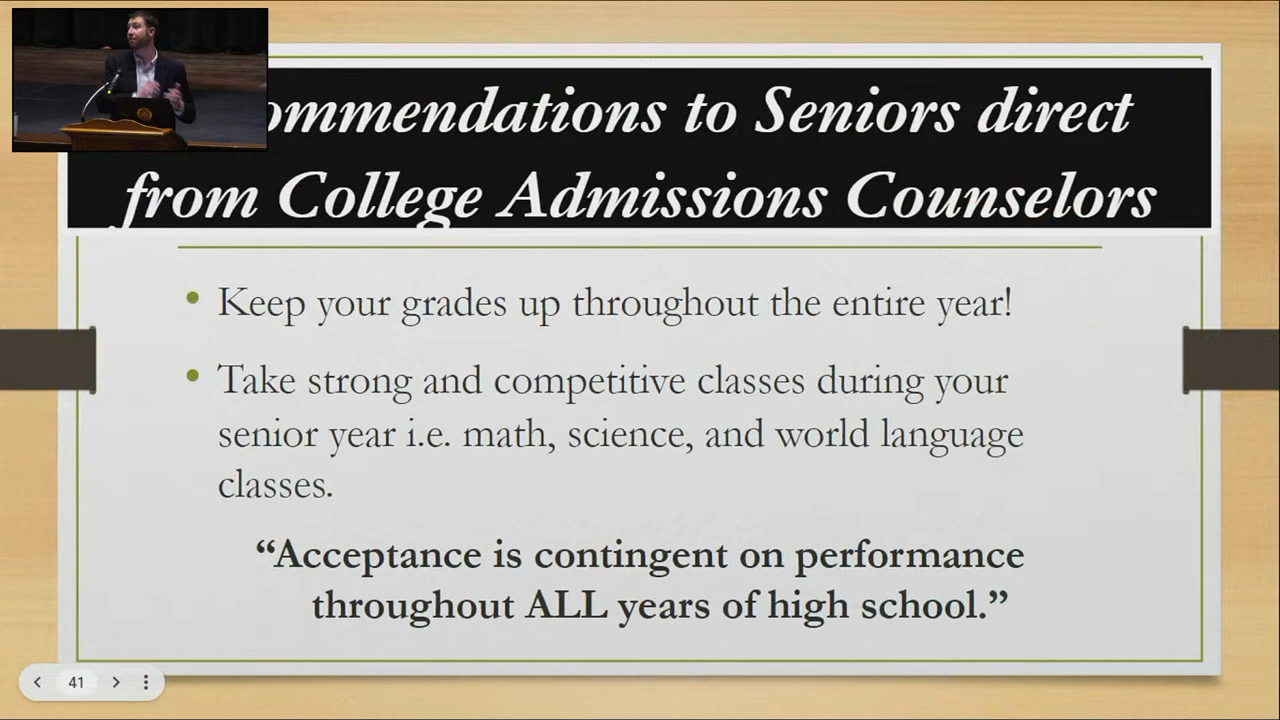 ommendations to Seniors direct
from College Admissions Counselors
• Keep your grades up throughout the entire year!
• Take strong and competitive classes during your
senior year i.e. math, science, and world language
classes.
“Acceptance is contingent on performance
throughout ALL years of high school.”
41